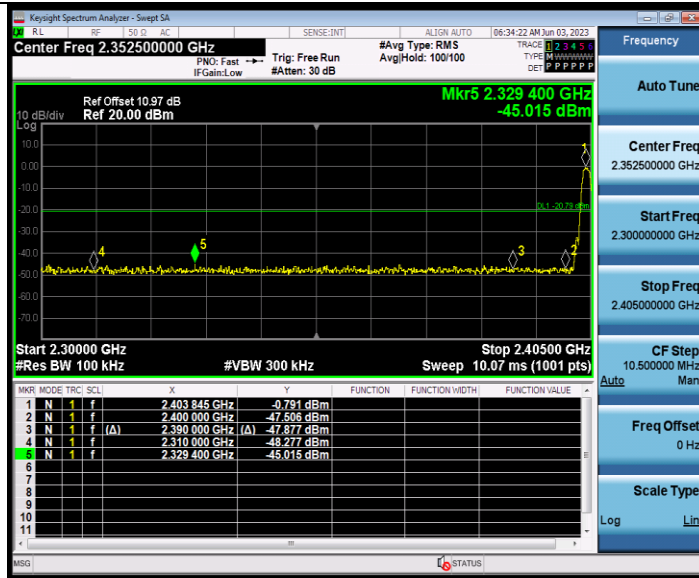 Keysight Spectrum Analyzer - Swept SA
RL RF 50 Ω AC SENSE:INT ALIGN AUTO 06:34:22 AM Jun 03, 2023
Center Freq 2.352500000 GHz
PNO: Fast
IFGain:Low
Trig: Free Run
#Atten: 30 dB
#Avg Type: RMS
Avg|Hold: 100/100
TRACE 1 2 3 4 5 6
TYPE M WWWWW
DET P P P P P P
Ref Offset 10.97 dB
10 dB/div Ref 20.00 dBm
Log
Mkr5 2.329 400 GHz
-45.015 dBm
10.0
0.00
-10.0
-20.0
-30.0
-40.0
-50.0
-60.0
-70.0
1
DL1 -20.79 dBm
4
5
3
2
Start 2.30000 GHz Stop 2.40500 GHz
#Res BW 100 kHz #VBW 300 kHz Sweep 10.07 ms (1001 pts)
MKR MODE TRC SCL X Y FUNCTION FUNCTION WIDTH FUNCTION VALUE
1 N 1 f 2.403 845 GHz -0.791 dBm
2 N 1 f 2.400 000 GHz -47.506 dBm
3 N 1 f (Δ) 2.390 000 GHz (Δ) -47.877 dBm
4 N 1 f 2.310 000 GHz -48.277 dBm
5 N 1 f 2.329 400 GHz -45.015 dBm
6
7
8
9
10
11
MSG STATUS
Frequency
Auto Tune
Center Freq
2.352500000 GHz
Start Freq
2.300000000 GHz
Stop Freq
2.405000000 GHz
CF Step
10.500000 MHz
Auto Man
Freq Offset
0 Hz
Scale Type
Log Lin